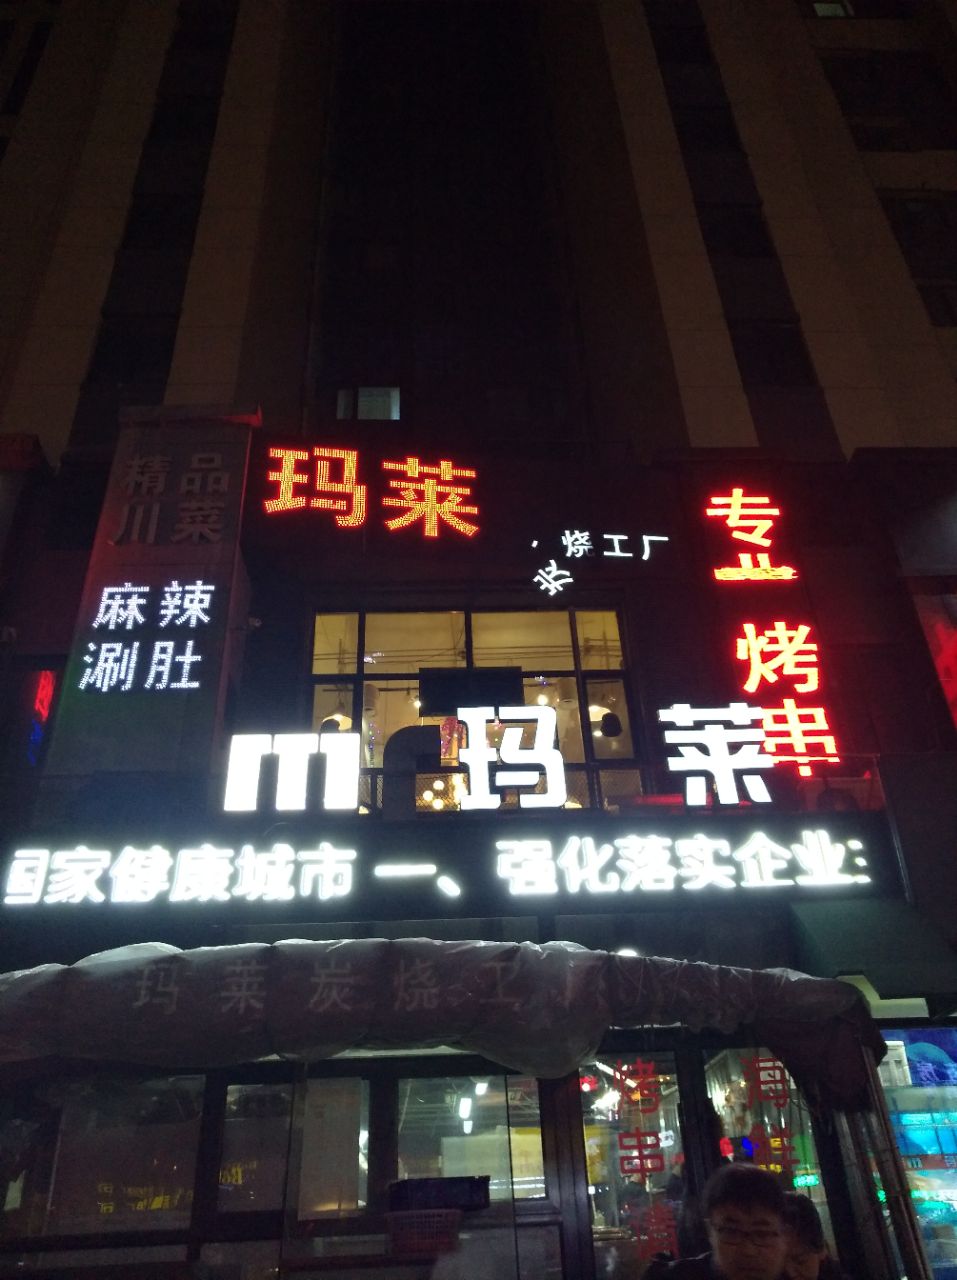 精品
川菜
麻辣
涮肚
玛莱
烧工厂
专业烤串
m 玛莱
国家健康城市 一、强化落实企业
玛莱炭烧工厂
烤串
海鲜